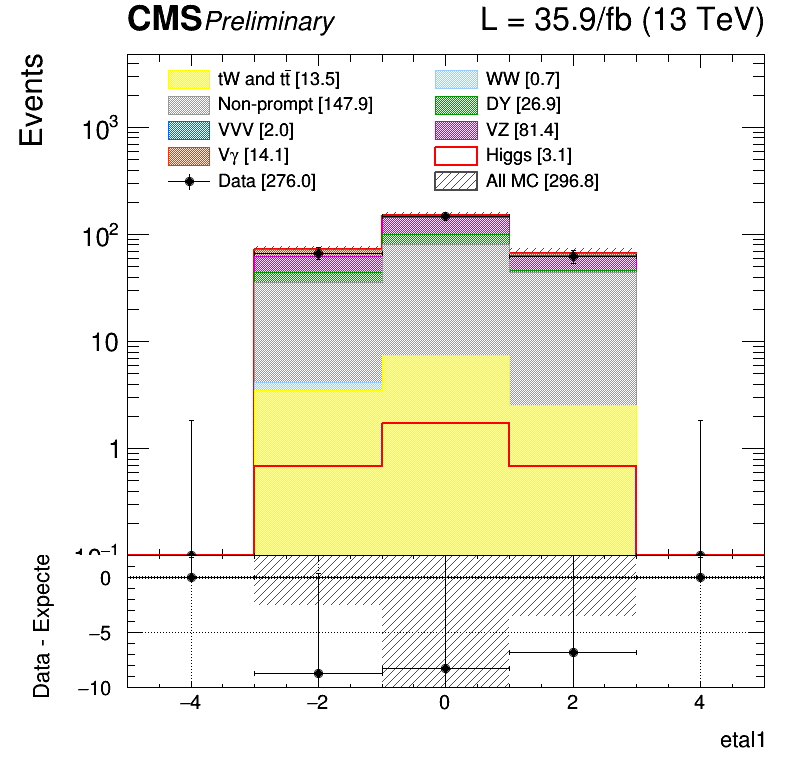 CMS Preliminary L = 35.9/fb (13 TeV)
Events
tW and tt̄ [13.5] WW [0.7]
Non-prompt [147.9] DY [26.9]
VVV [2.0] VZ [81.4]
Vγ [14.1] Higgs [3.1]
Data [276.0] All MC [296.8]
10³
10²
10
1
Data - Expecte
0
−5
−10
−4 −2 0 2 4
etal1